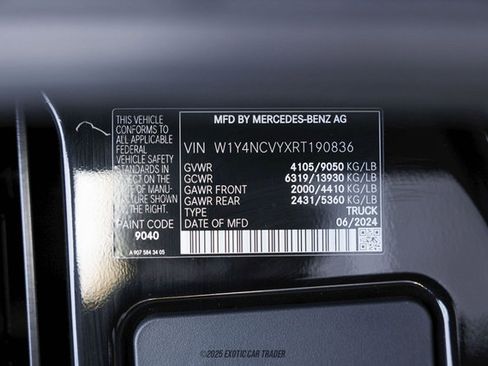 THIS VEHICLE
CONFORMS TO
ALL APPLICABLE
FEDERAL MOTOR
VEHICLE SAFETY
STANDARDS IN
EFFECT ON THE
DATE OF MANU-
FACTURE SHOWN
ABOVE.
PAINT CODE
9040
A 907 584 34 05
MFD BY MERCEDES-BENZ AG
VIN W1Y4NCVYXRT190836
GVWR 4105/9050 KG/LB
GCWR 6319/13930 KG/LB
GAWR FRONT 2000/4410 KG/LB
GAWR REAR 2431/5360 KG/LB
TYPE TRUCK
DATE OF MFD 06/2024
©2025 EXOTIC CAR TRADER